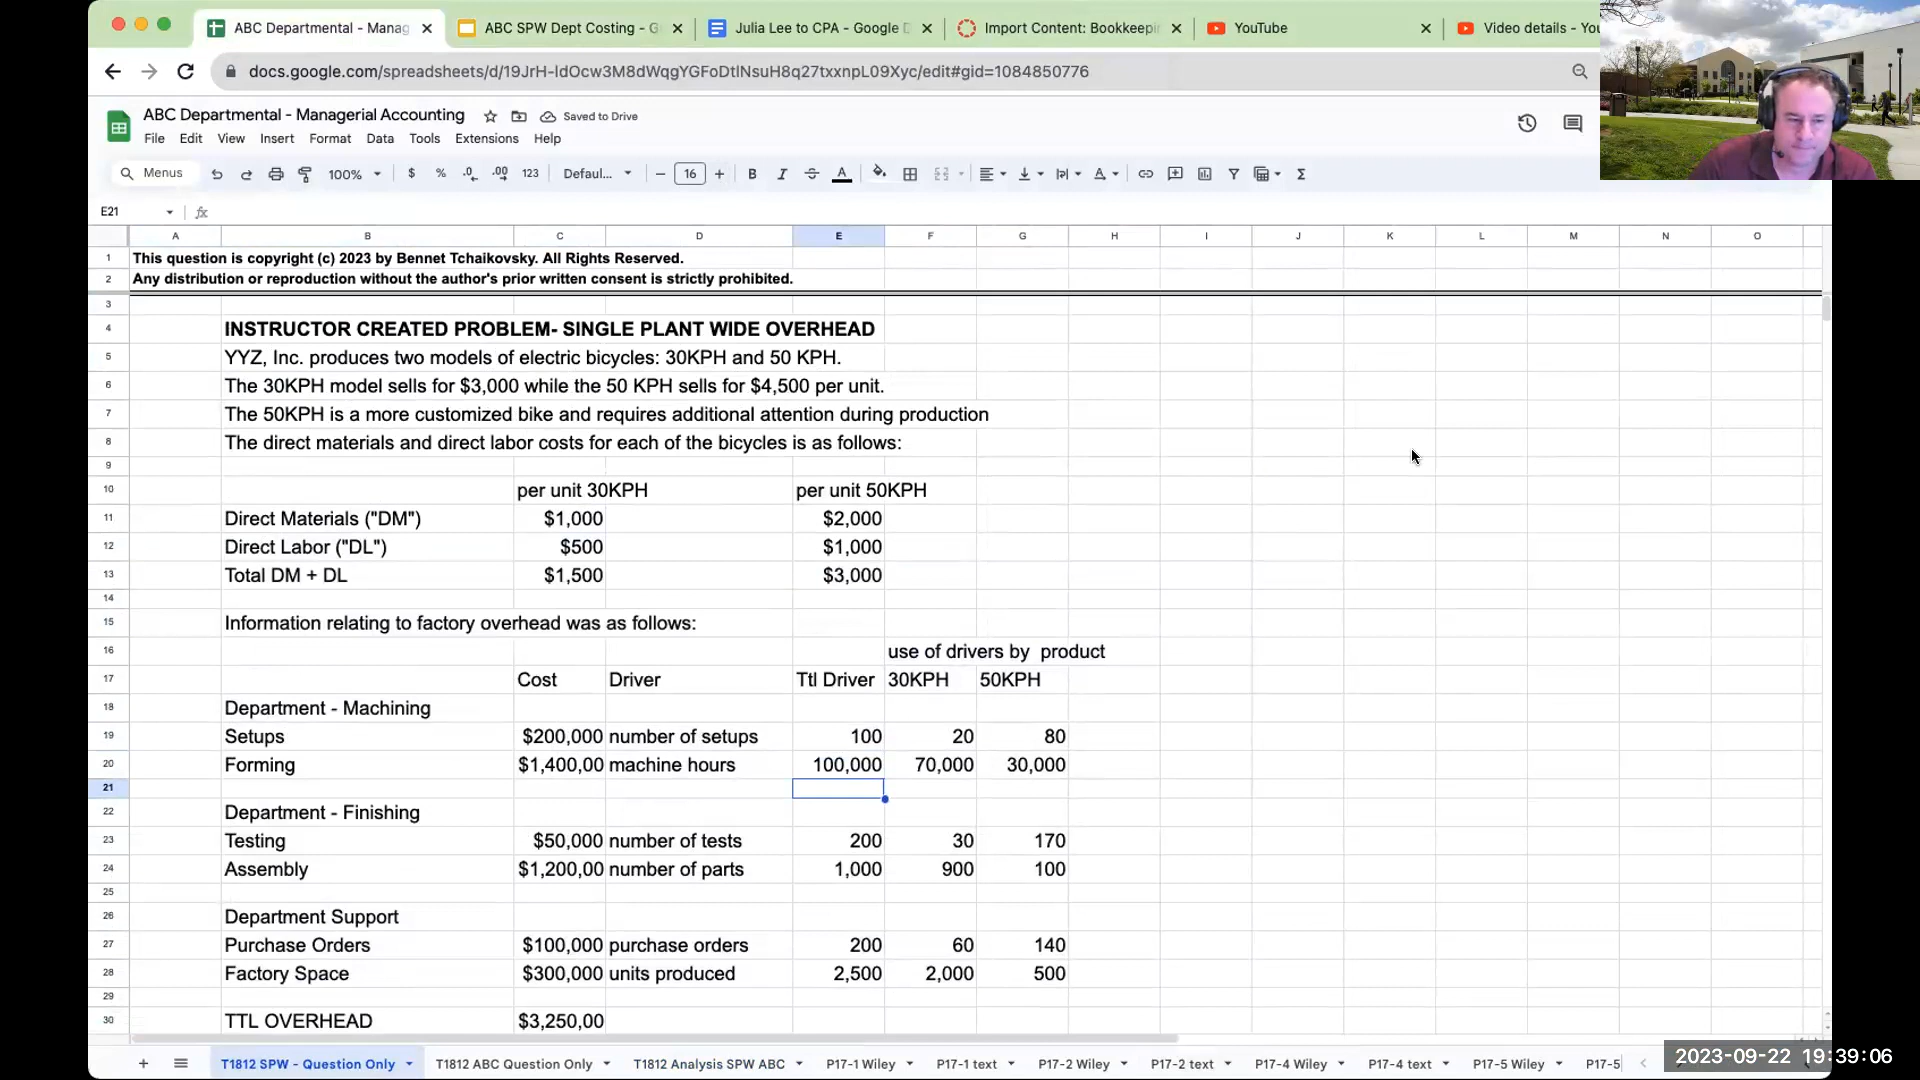 ABC Departmental - Manag
ABC SPW Dept Costing - G
Julia Lee to CPA - Google D
Import Content: Bookkeepi
YouTube
Video details - You
docs.google.com/spreadsheets/d/19JrH-IdOcw3M8dWqgYGFoDtlNsuH8q27txxnpL09Xyc/edit#gid=1084850776
ABC Departmental - Managerial Accounting
Saved to Drive
File Edit View Insert Format Data Tools Extensions Help
Menus 100% $ % .0 .00 123 Defaul... 16 B I S A
E21 fx
A B C D E F G H I J K L M N O
1 This question is copyright (c) 2023 by Bennet Tchaikovsky. All Rights Reserved.
2 Any distribution or reproduction without the author's prior written consent is strictly prohibited.
3
4 INSTRUCTOR CREATED PROBLEM- SINGLE PLANT WIDE OVERHEAD
5 YYZ, Inc. produces two models of electric bicycles: 30KPH and 50 KPH.
6 The 30KPH model sells for $3,000 while the 50 KPH sells for $4,500 per unit.
7 The 50KPH is a more customized bike and requires additional attention during production
8 The direct materials and direct labor costs for each of the bicycles is as follows:
9
10 per unit 30KPH per unit 50KPH
11 Direct Materials ("DM") $1,000 $2,000
12 Direct Labor ("DL") $500 $1,000
13 Total DM + DL $1,500 $3,000
14
15 Information relating to factory overhead was as follows:
16 use of drivers by product
17 Cost Driver Ttl Driver 30KPH 50KPH
18 Department - Machining
19 Setups $200,000 number of setups 100 20 80
20 Forming $1,400,00 machine hours 100,000 70,000 30,000
21
22 Department - Finishing
23 Testing $50,000 number of tests 200 30 170
24 Assembly $1,200,00 number of parts 1,000 900 100
25
26 Department Support
27 Purchase Orders $100,000 purchase orders 200 60 140
28 Factory Space $300,000 units produced 2,500 2,000 500
29
30 TTL OVERHEAD $3,250,00
T1812 SPW - Question Only T1812 ABC Question Only T1812 Analysis SPW ABC P17-1 Wiley P17-1 text P17-2 Wiley P17-2 text P17-4 Wiley P17-4 text P17-5 Wiley P17-5
2023-09-22 19:39:06